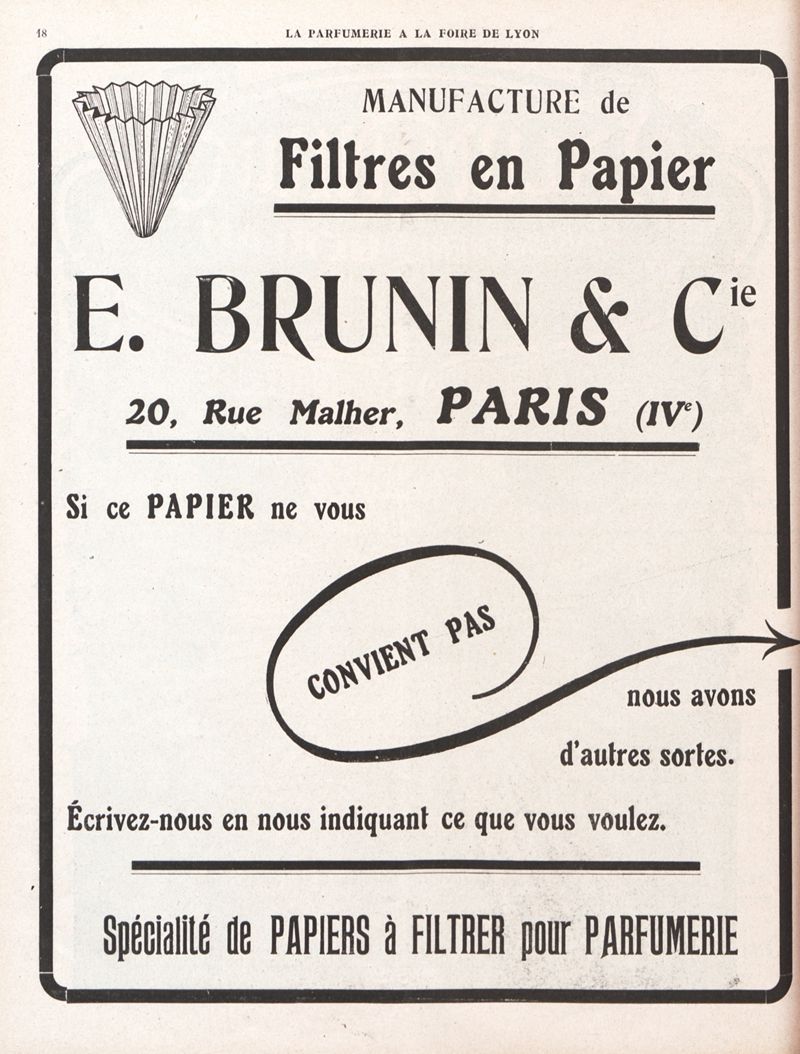 18
LA PARFUMERIE A LA FOIRE DE LYON
MANUFACTURE de
Filtres en Papier
E. BRUNIN & Cie
20, Rue Malher, PARIS (IVe)
Si ce PAPIER ne vous
CONVIENT PAS
nous avons
d'autres sortes.
Écrivez-nous en nous indiquant ce que vous voulez.
Spécialité de PAPIERS à FILTRER pour PARFUMERIE